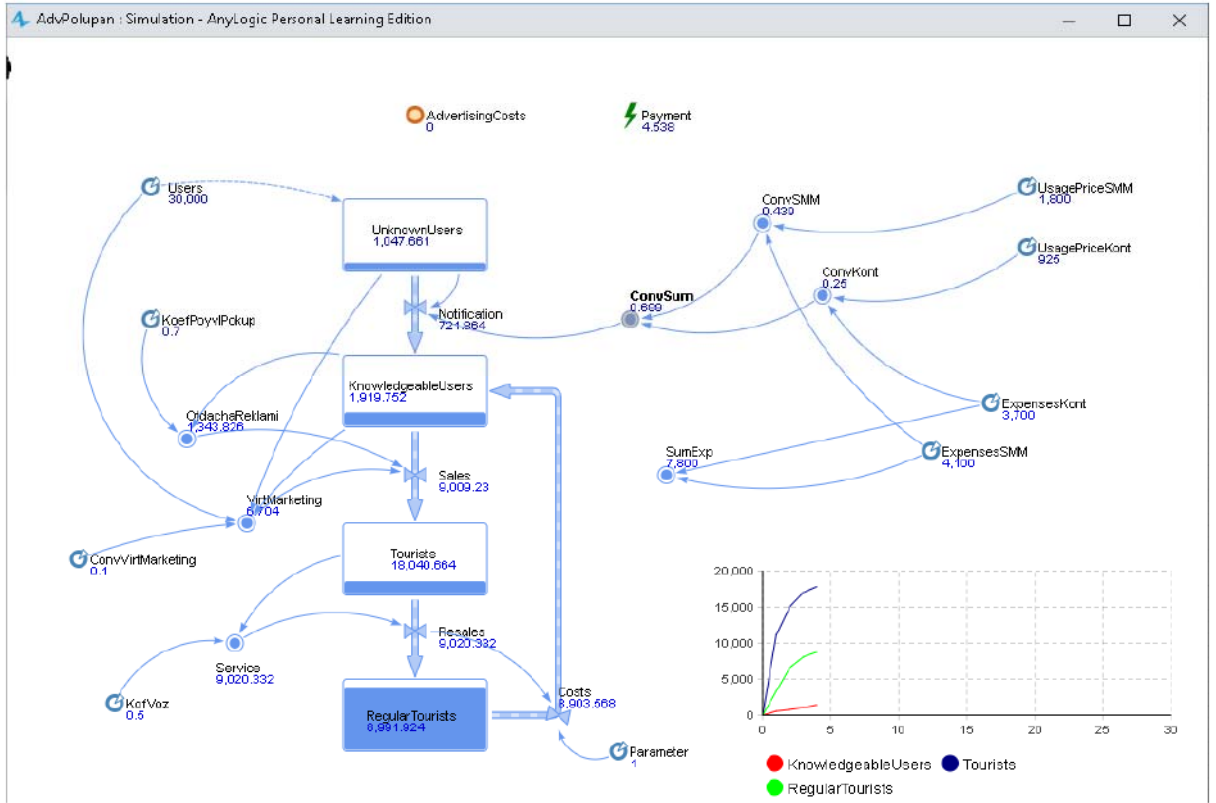 AdvPolupan : Simulation - AnyLogic Personal Learning Edition
AdvertisingCosts
0
Payment
4.538
Users
30,000
UnknownUsers
1,047.661
ConvSMM
0.439
UsagePriceSMM
1,800
UsagePriceKont
925
ConvKont
0.25
ConvSum
0.689
KoefPoyvlPokup
0.7
Notification
721.864
KnowledgeableUsers
1,919.752
OtdachaReklami
1,343.826
ExpensesKont
3,700
ExpensesSMM
4,100
SumExp
7,800
Sales
9,009.23
VirtMarketing
6.704
ConvVirtMarketing
0.1
Tourists
18,040.664
Resales
9,020.332
Service
9,020.332
KofVoz
0.5
Costs
8,903.568
RegularTourists
8,991.924
Parameter
1
20,000
15,000
10,000
5,000
0
0 5 10 15 20 25 30
KnowledgeableUsers Tourists
RegularTourists